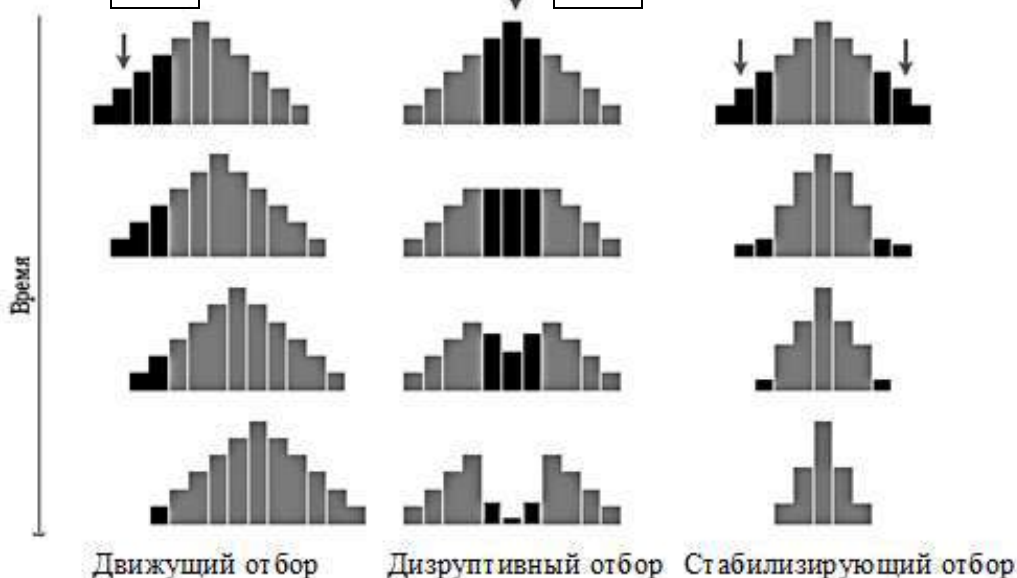 Время
Движущий отбор
Дизруптивный отбор
Стабилизирующий отбор